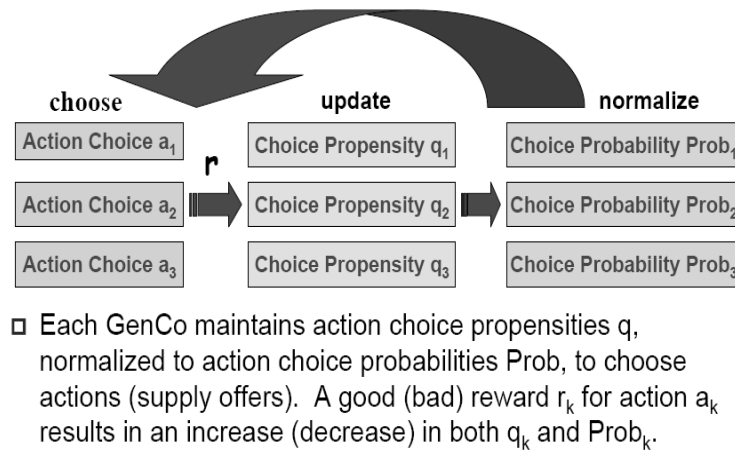 choose update normalize
Action Choice a₁ Choice Propensity q₁ Choice Probability Prob₁
r
Action Choice a₂ Choice Propensity q₂ Choice Probability Prob₂
Action Choice a₃ Choice Propensity q₃ Choice Probability Prob₃
Each GenCo maintains action choice propensities q,
normalized to action choice probabilities Prob, to choose
actions (supply offers). A good (bad) reward rₖ for action aₖ
results in an increase (decrease) in both qₖ and Probₖ.